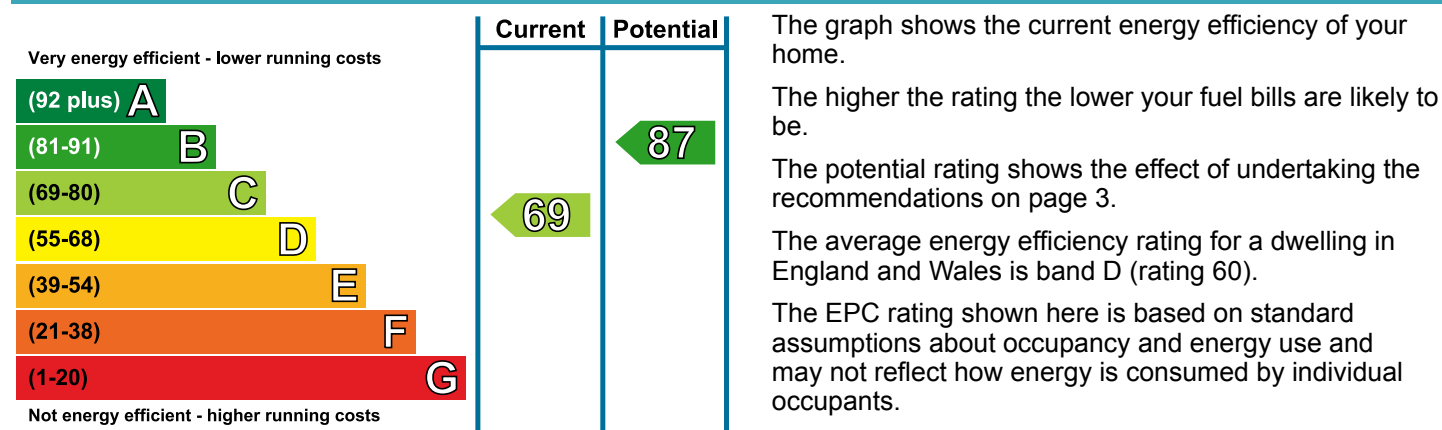 Current Potential
Very energy efficient - lower running costs
(92 plus) A
(81-91) B
87
(69-80) C
69
(55-68) D
(39-54) E
(21-38) F
(1-20) G
Not energy efficient - higher running costs
The graph shows the current energy efficiency of your
home.
The higher the rating the lower your fuel bills are likely to
be.
The potential rating shows the effect of undertaking the
recommendations on page 3.
The average energy efficiency rating for a dwelling in
England and Wales is band D (rating 60).
The EPC rating shown here is based on standard
assumptions about occupancy and energy use and
may not reflect how energy is consumed by individual
occupants.